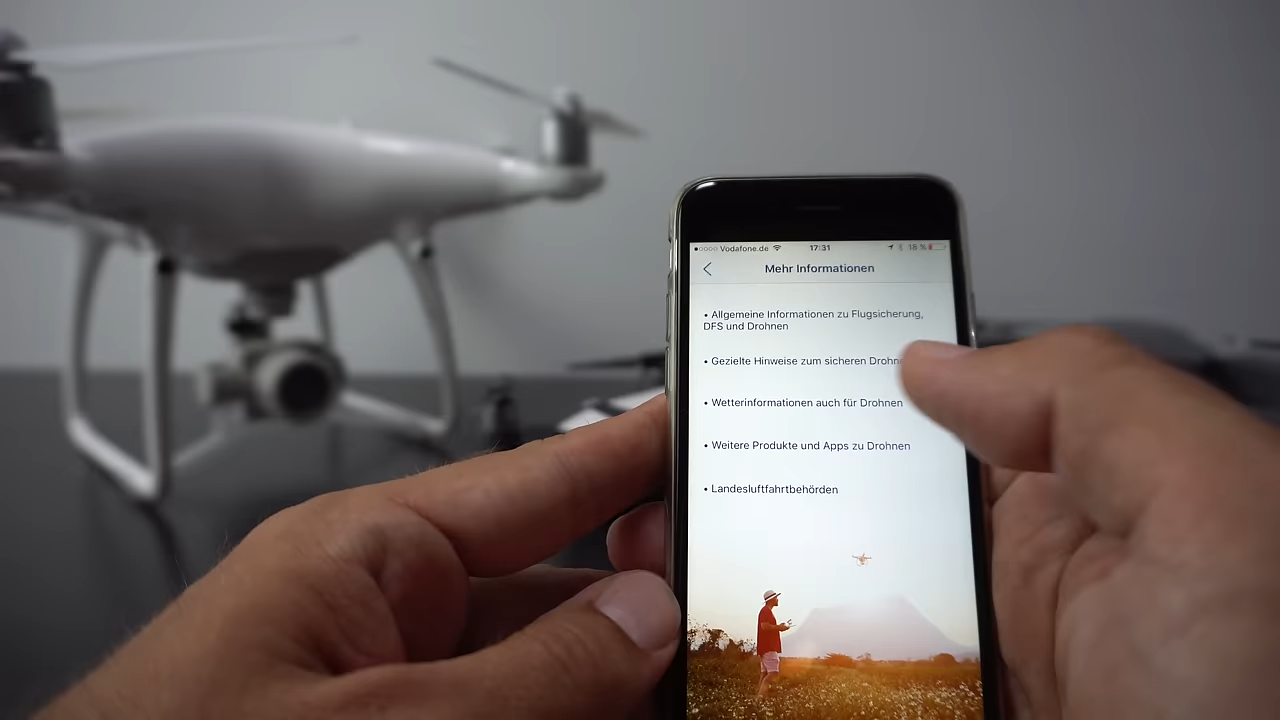 ●○○○○ Vodafone.de 17:31 18 %
Mehr Informationen
• Allgemeine Informationen zu Flugsicherung,
DFS und Drohnen
• Gezielte Hinweise zum sicheren
• Wetterinformationen auch für Drohnen
• Weitere Produkte und Apps zu Drohnen
• Landesluftfahrtbehörden